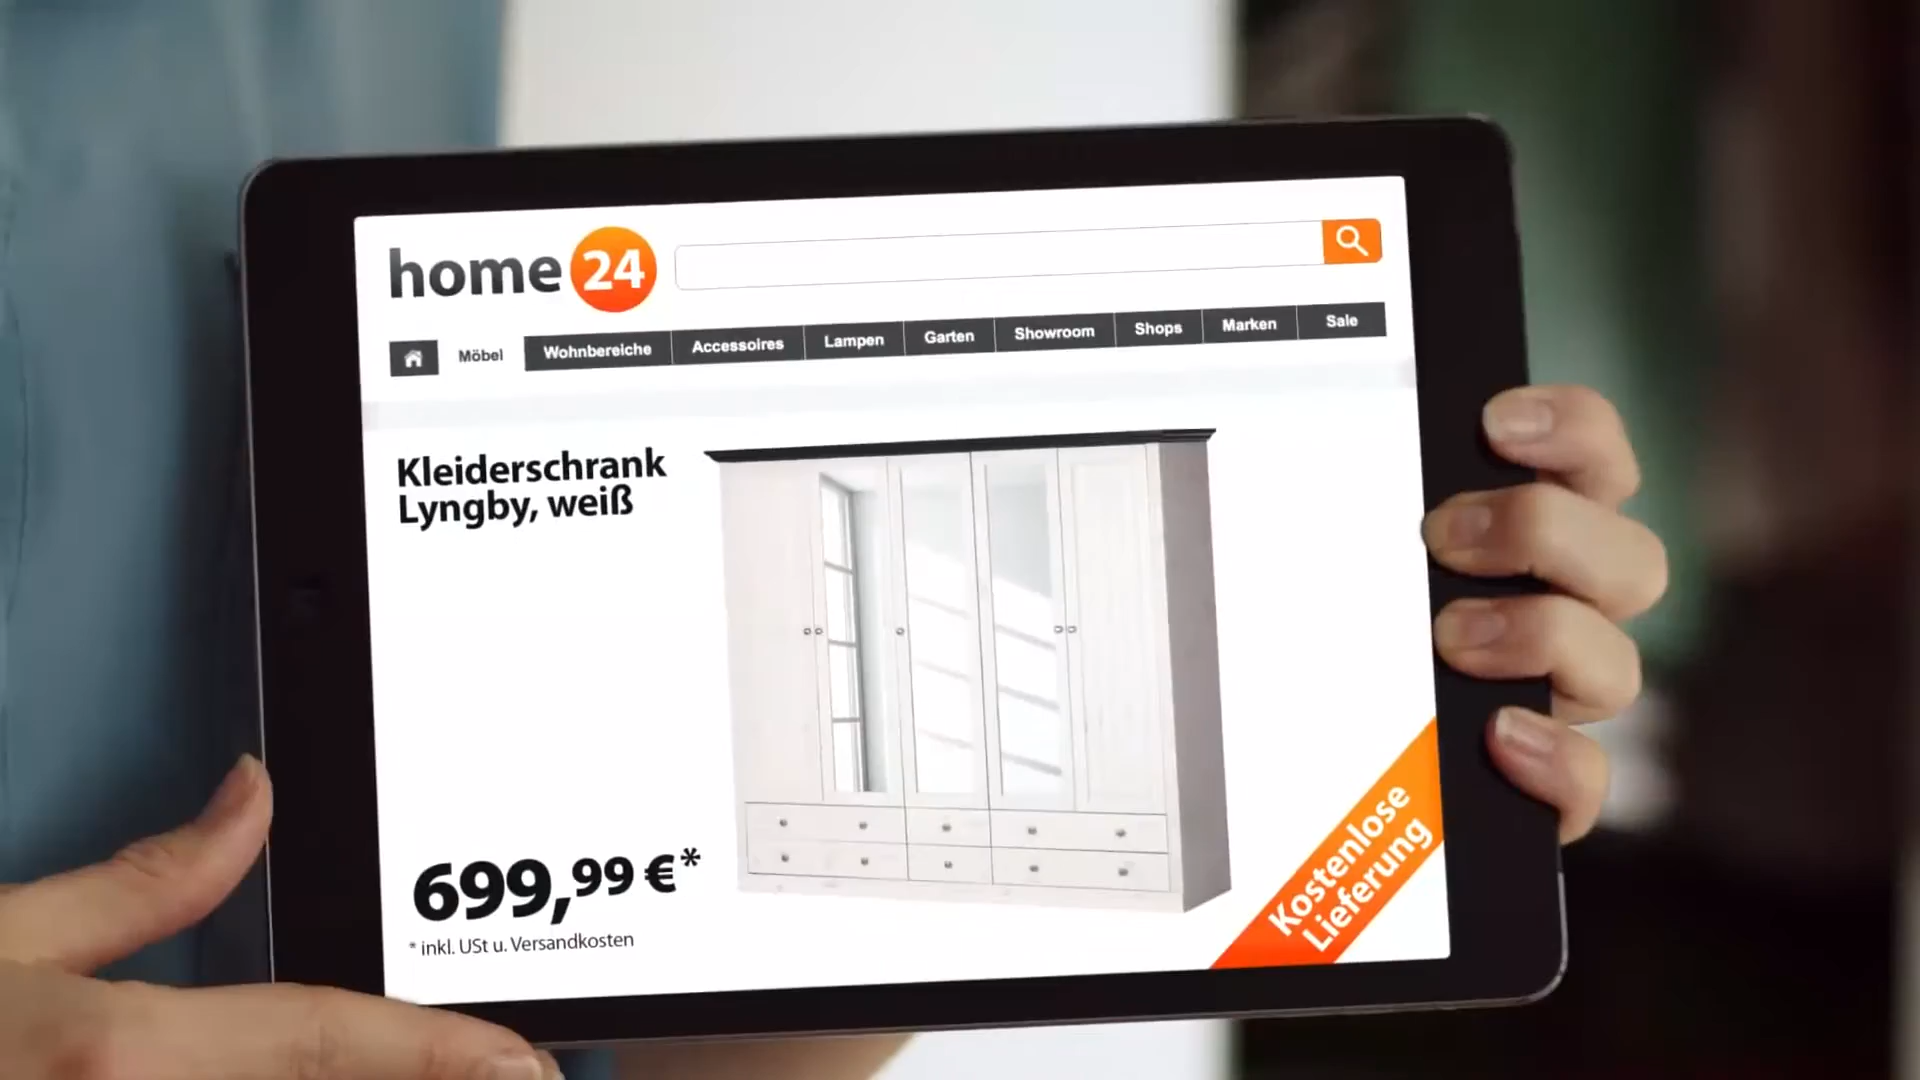 home24
Möbel Wohnbereiche Accessoires Lampen Garten Showroom Shops Marken Sale
Kleiderschrank
Lyngby, weiß
699,99 €*
* inkl. USt u. Versandkosten
Kostenlose
Lieferung